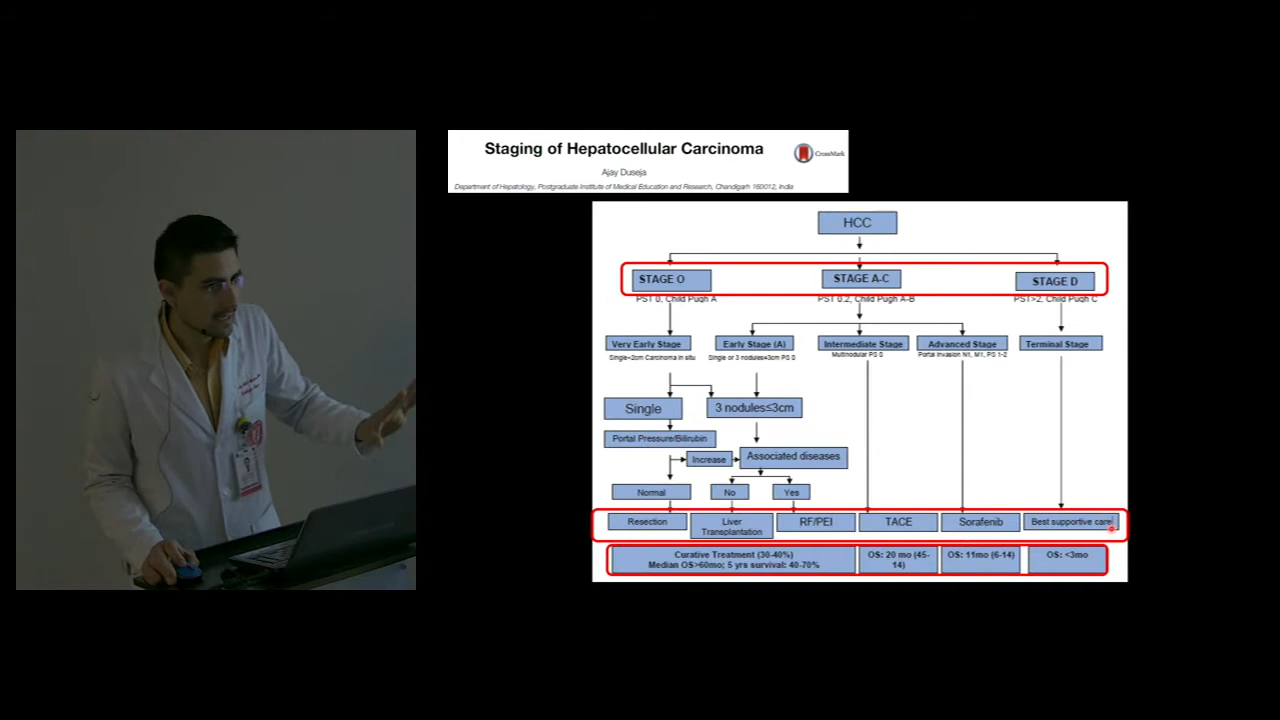 Staging of Hepatocellular Carcinoma
CrossMark
Ajay Duseja
Department of Hepatology, Postgraduate Institute of Medical Education and Research, Chandigarh 160012, India
HCC
STAGE O
STAGE A-C
STAGE D
PST 0, Child Pugh A
PST 0.2, Child Pugh A-B
PST>2, Child Pugh C
Very Early Stage
Early Stage (A)
Intermediate Stage
Advanced Stage
Terminal Stage
Single<2cm Carcinoma in situ
Single or 3 nodules≤3cm PS 0
Multinodular PS 0
Portal Invasion N1, M1, PS 1-2
Single
3 nodules≤3cm
Portal Pressure/Bilirubin
Increase
Associated diseases
Normal
No
Yes
Resection
Liver
Transplantation
RF/PEI
TACE
Sorafenib
Best supportive care
Curative Treatment (30-40%)
Median OS>60mo; 5 yrs survival: 40-70%
OS: 20 mo (45-
14)
OS: 11mo (6-14)
OS: <3mo